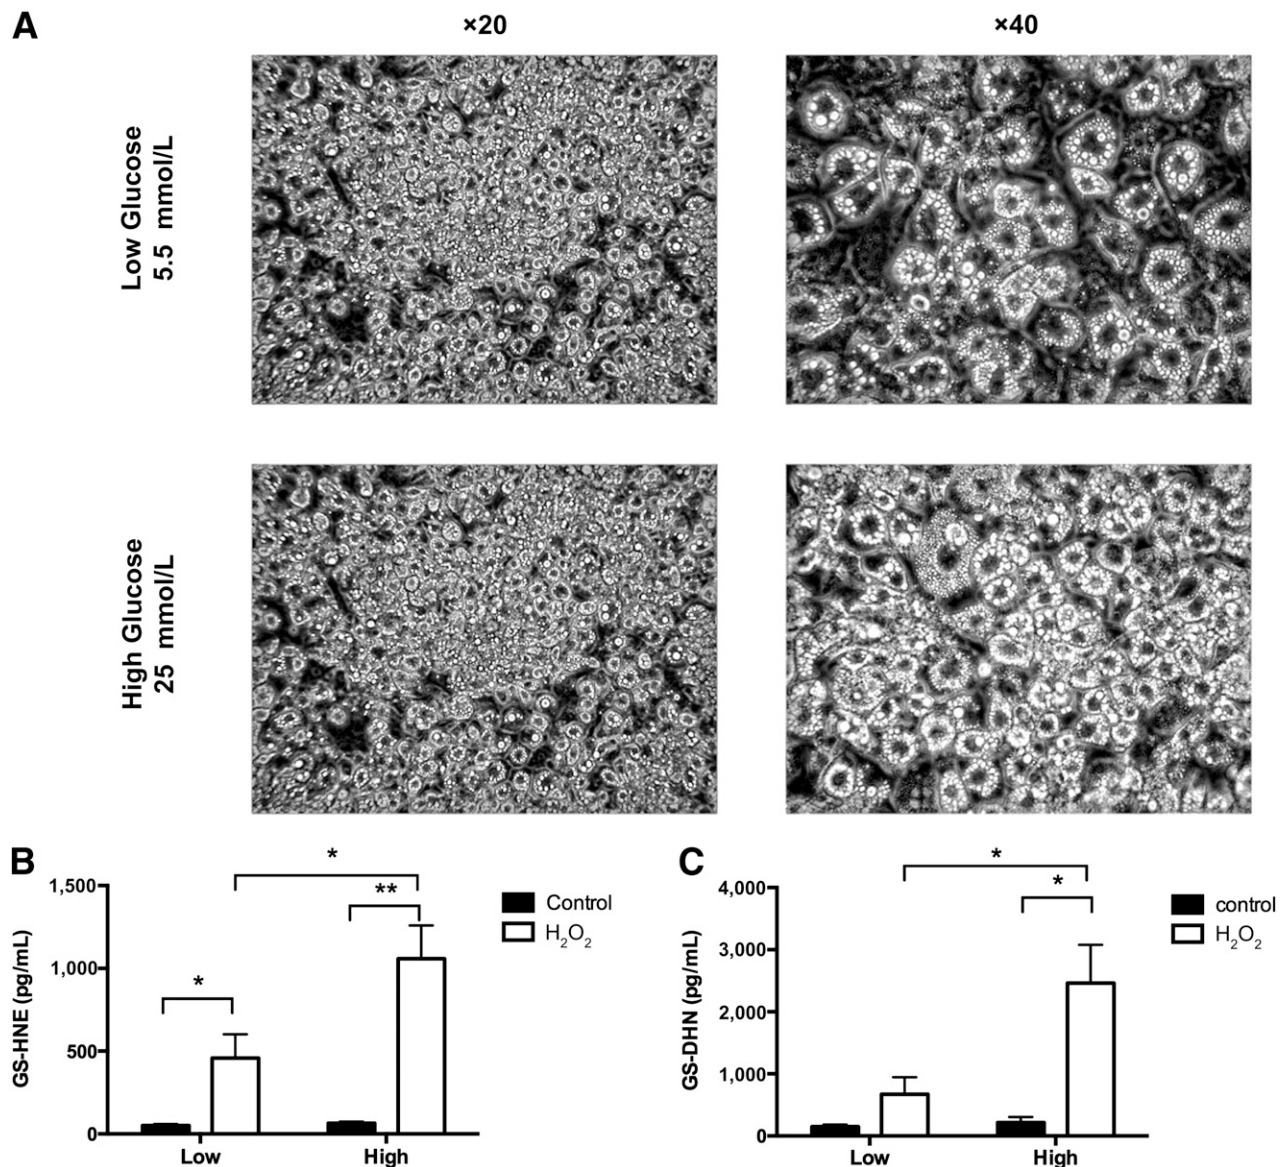 A
×20
×40
Low Glucose
5.5 mmol/L
High Glucose
25 mmol/L
B
GS-HNE (pg/mL)
1,500
1,000
500
0
*
*
**
Low
High
Control
H₂O₂
C
GS-DHN (pg/mL)
4,000
3,000
2,000
1,000
0
*
*
Low
High
control
H₂O₂